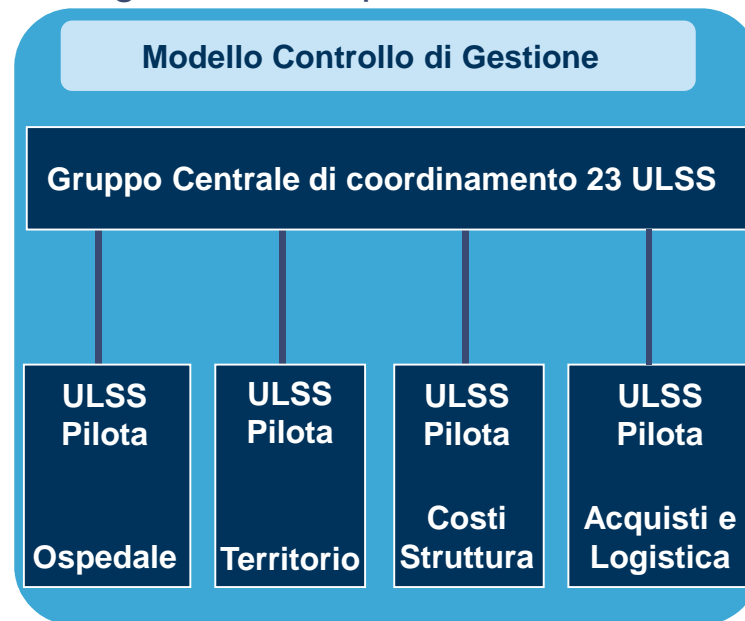 Modello Controllo di Gestione
Gruppo Centrale di coordinamento 23 ULSS
ULSS
Pilota
Ospedale
ULSS
Pilota
Territorio
ULSS
Pilota
Costi
Struttura
ULSS
Pilota
Acquisti e
Logistica